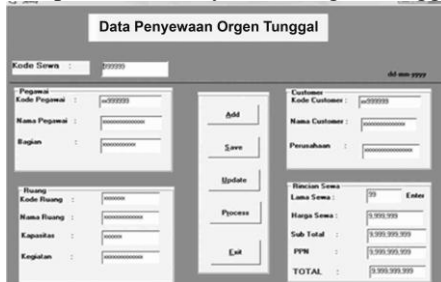 Data Penyewaan Orgen Tunggal
Kode Sewa : 999999
dd-mm-yyyy
Pegawai
Kode Pegawai : xx999999
Nama Pegawai :
Bagian :
Add
Save
Update
Process
Exit
Customer
Kode Customer : xx999999
Nama Customer :
Perusahaan :
Ruang
Kode Ruang :
Nama Ruang :
Kapasitas :
Kegiatan :
Rincian Sewa
Lama Sewa : 99 Enter
Harga Sewa : 9,999,999
Sub Total : 9,999,999,999
PPN : 9,999,999,999
TOTAL : 9,999,999,999